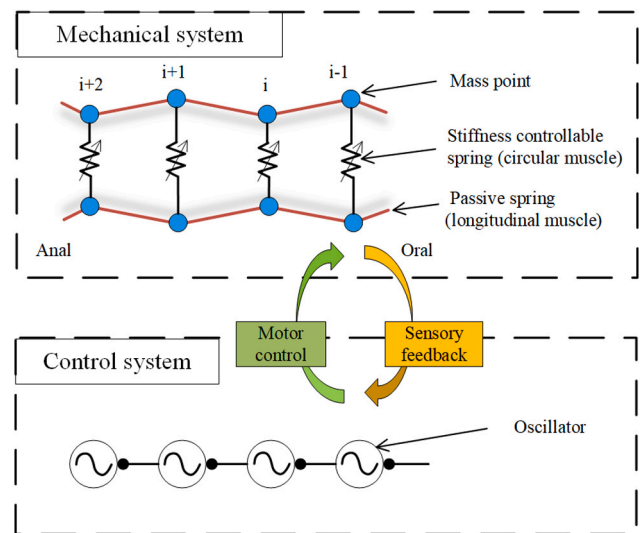 Mechanical system
i+2
i+1
i
i-1
Mass point
Stiffness controllable
spring (circular muscle)
Passive spring
(longitudinal muscle)
Anal
Oral
Motor
control
Sensory
feedback
Control system
Oscillator